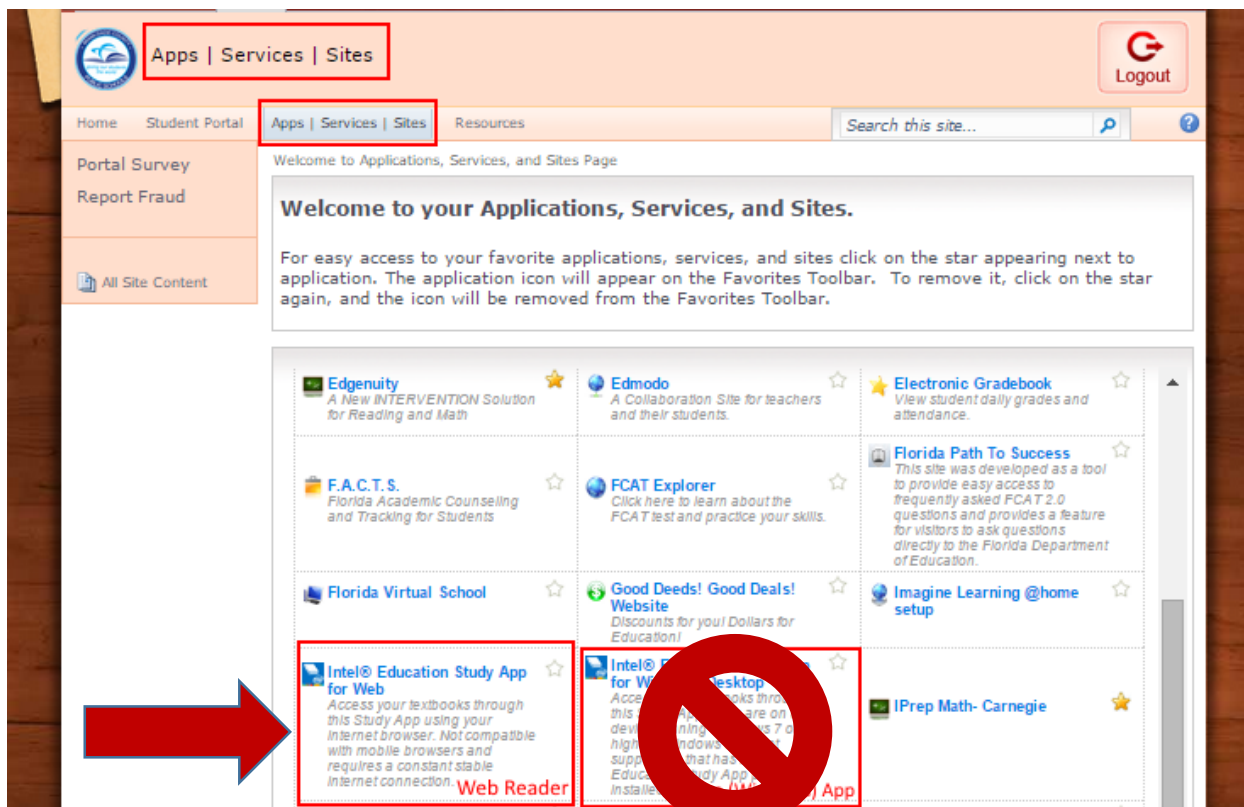 Apps | Services | Sites
Logout
Home Student Portal Apps | Services | Sites Resources Search this site...
Portal Survey
Report Fraud
All Site Content
Welcome to Applications, Services, and Sites Page
Welcome to your Applications, Services, and Sites.
For easy access to your favorite applications, services, and sites click on the star appearing next to
application. The application icon will appear on the Favorites Toolbar. To remove it, click on the star
again, and the icon will be removed from the Favorites Toolbar.
Edgenuity
A New INTERVENTION Solution
for Reading and Math
Edmodo
A Collaboration Site for teachers
and their students.
Electronic Gradebook
View student daily grades and
attendance.
F.A.C.T.S.
Florida Academic Counseling
and Tracking for Students
FCAT Explorer
Click here to learn about the
FCAT test and practice your skills.
Florida Path To Success
This site was developed as a tool
to provide easy access to
frequently asked FCAT 2.0
questions and provides a feature
for visitors to ask questions
directly to the Florida Department
of Education.
Florida Virtual School
Good Deeds! Good Deals!
Website
Discounts for you! Dollars for
Education!
Imagine Learning @home
setup
Intel® Education Study App
for Web
Access your textbooks through
this Study App using your
internet browser. Not compatible
with mobile browsers and
requires a constant stable
internet connection.
Web Reader
Intel®
for
this
are on
that has
App
App
IPrep Math- Carnegie